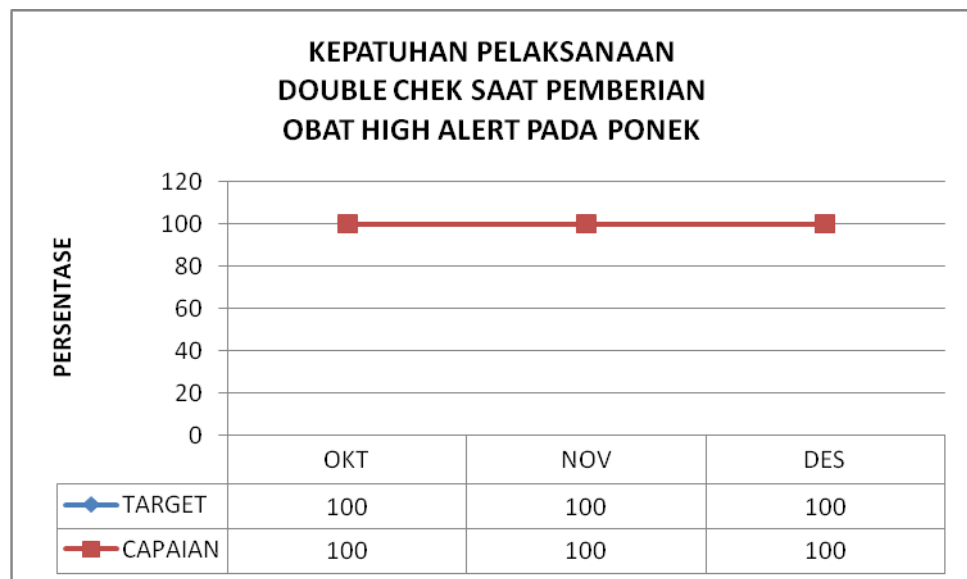 KEPATUHAN PELAKSANAAN
DOUBLE CHEK SAAT PEMBERIAN
OBAT HIGH ALERT PADA PONEK
PERSENTASE
120
100
80
60
40
20
0
OKT NOV DES
TARGET 100 100 100
CAPAIAN 100 100 100